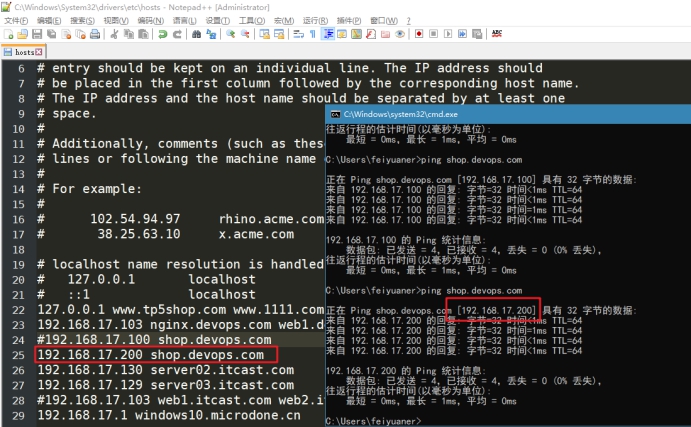 C:\Windows\System32\drivers\etc\hosts - Notepad++ [Administrator]
文件(F) 编辑(E) 搜索(S) 视图(V) 编码(N) 语言(L) 设置(T) 工具(O) 宏(M) 运行(R) 插件(P) 窗口(W) ?
hosts
6 # entry should be kept on an individual line. The IP address should
7 # be placed in the first column followed by the corresponding host name.
8 # The IP address and the host name should be separated by at least one
9 # space.
10 #
11 # Additionally, comments (such as thes
12 # lines or following the machine name
13 #
14 # For example:
15 #
16 # 102.54.94.97 rhino.acme.com
17 # 38.25.63.10 x.acme.com
18
19 # localhost name resolution is handled
20 # 127.0.0.1 localhost
21 # ::1 localhost
22 127.0.0.1 www.tp5shop.com www.1111.com
23 192.168.17.103 nginx.devops.com web1.d
24 #192.168.17.100 shop.devops.com
25 192.168.17.200 shop.devops.com
26 192.168.17.130 server02.itcast.com
27 192.168.17.129 server03.itcast.com
28 #192.168.17.103 web1.itcast.com web2.i
29 192.168.17.1 windows10.microdone.cn
C:\Windows\system32\cmd.exe
往返行程的估计时间(以毫秒为单位):
最短 = 0ms，最长 = 1ms，平均 = 0ms
C:\Users\feiyuaner>ping shop.devops.com
正在 Ping shop.devops.com [192.168.17.100] 具有 32 字节的数据:
来自 192.168.17.100 的回复: 字节=32 时间<1ms TTL=64
来自 192.168.17.100 的回复: 字节=32 时间<1ms TTL=64
来自 192.168.17.100 的回复: 字节=32 时间<1ms TTL=64
来自 192.168.17.100 的回复: 字节=32 时间=1ms TTL=64
192.168.17.100 的 Ping 统计信息:
数据包: 已发送 = 4，已接收 = 4，丢失 = 0 (0% 丢失)，
往返行程的估计时间(以毫秒为单位):
最短 = 0ms，最长 = 1ms，平均 = 0ms
C:\Users\feiyuaner>ping shop.devops.com
正在 Ping shop.devops.com [192.168.17.200] 具有 32 字节的数据:
来自 192.168.17.200 的回复: 字节=32 时间<1ms TTL=64
来自 192.168.17.200 的回复: 字节=32 时间=1ms TTL=64
来自 192.168.17.200 的回复: 字节=32 时间<1ms TTL=64
来自 192.168.17.200 的回复: 字节=32 时间<1ms TTL=64
192.168.17.200 的 Ping 统计信息:
数据包: 已发送 = 4，已接收 = 4，丢失 = 0 (0% 丢失)，
往返行程的估计时间(以毫秒为单位):
最短 = 0ms，最长 = 1ms，平均 = 0ms
C:\Users\feiyuaner>